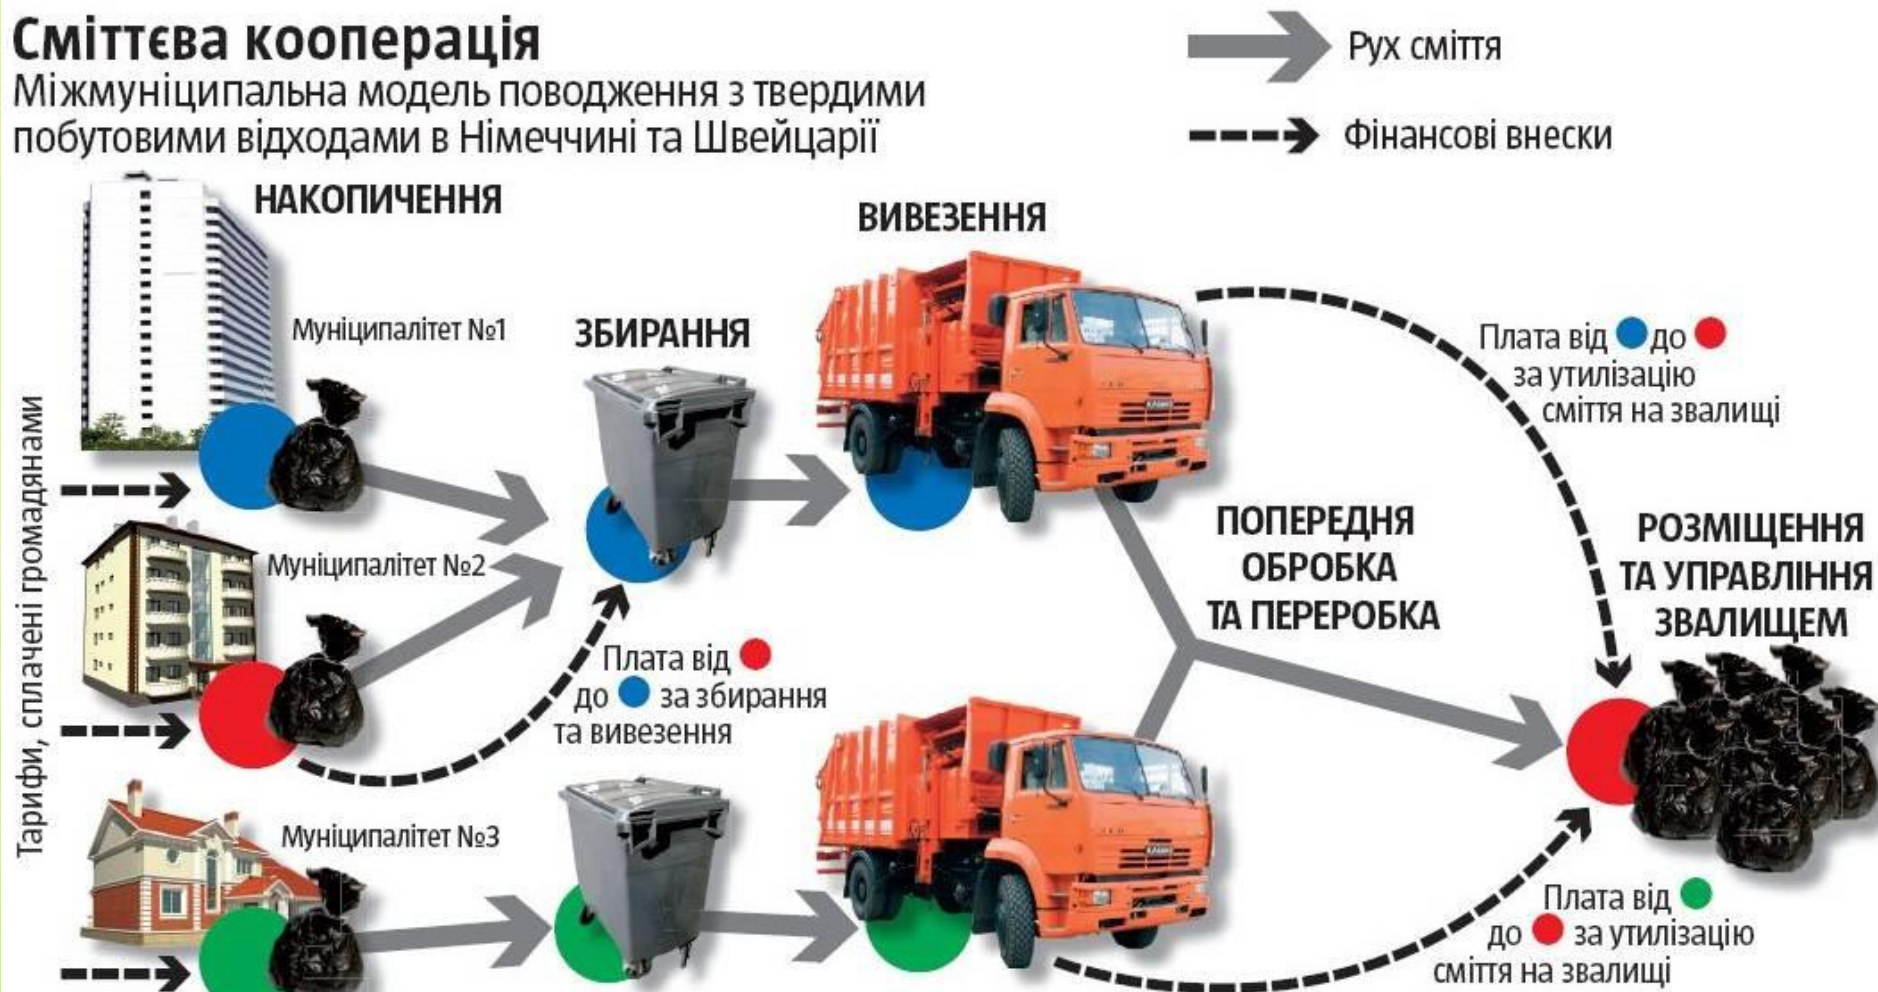 Сміттєва кооперація
Міжмуніципальна модель поводження з твердими
побутовими відходами в Німеччині та Швейцарії
Рух сміття
Фінансові внески
НАКОПИЧЕННЯ
ВИВЕЗЕННЯ
Муніципалітет №1
ЗБИРАННЯ
Плата від до
за утилізацію
сміття на звалищі
Тарифи, сплачені громадянами
Муніципалітет №2
ПОПЕРЕДНЯ
ОБРОБКА
ТА ПЕРЕРОБКА
РОЗМІЩЕННЯ
ТА УПРАВЛІННЯ
ЗВАЛИЩЕМ
Плата від
до за збирання
та вивезення
Муніципалітет №3
Плата від
до за утилізацію
сміття на звалищі